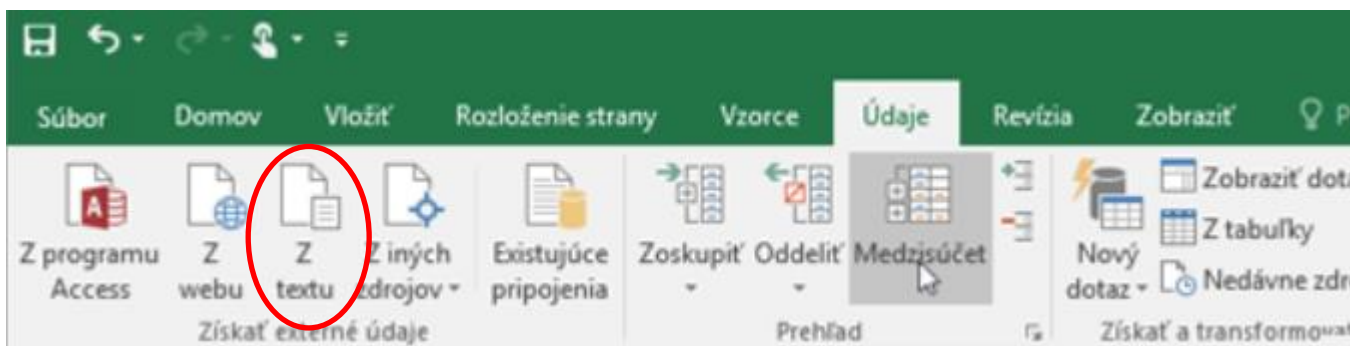 Súbor Domov Vložiť Rozloženie strany Vzorce Údaje Revízia Zobraziť
Z programu Access
Z webu
Z textu
Z iných zdrojov
Existujúce pripojenia
Získať externé údaje
Zoskupiť
Oddeliť
Medzisúčet
Prehľad
Nový dotaz
Zobraziť dot
Z tabuľky
Nedávne zdr
Získať a transformovať